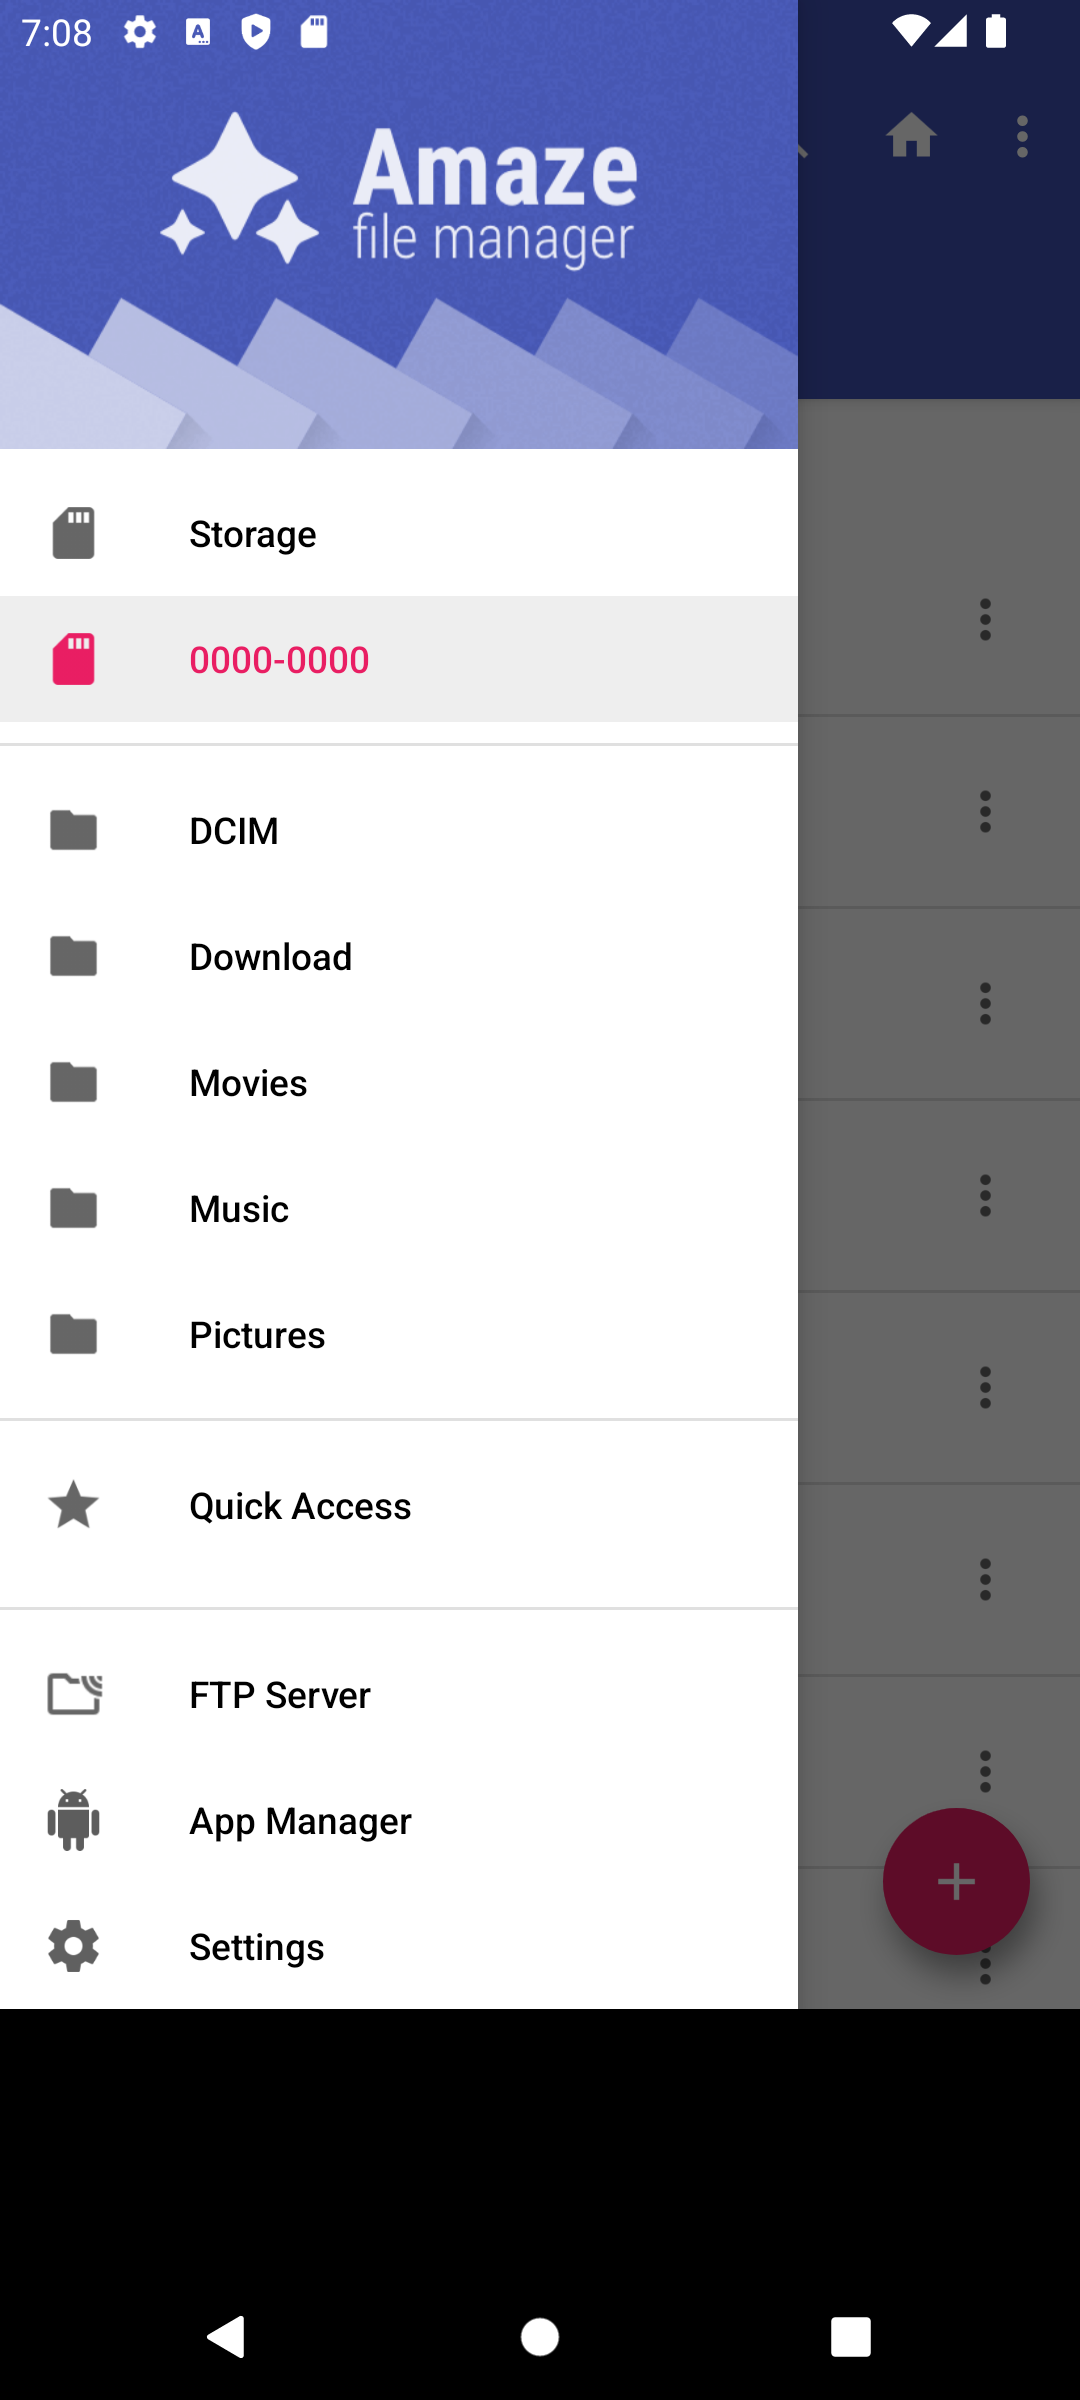 7:08
Amaze
file manager
Storage
0000-0000
DCIM
Download
Movies
Music
Pictures
Quick Access
FTP Server
App Manager
Settings